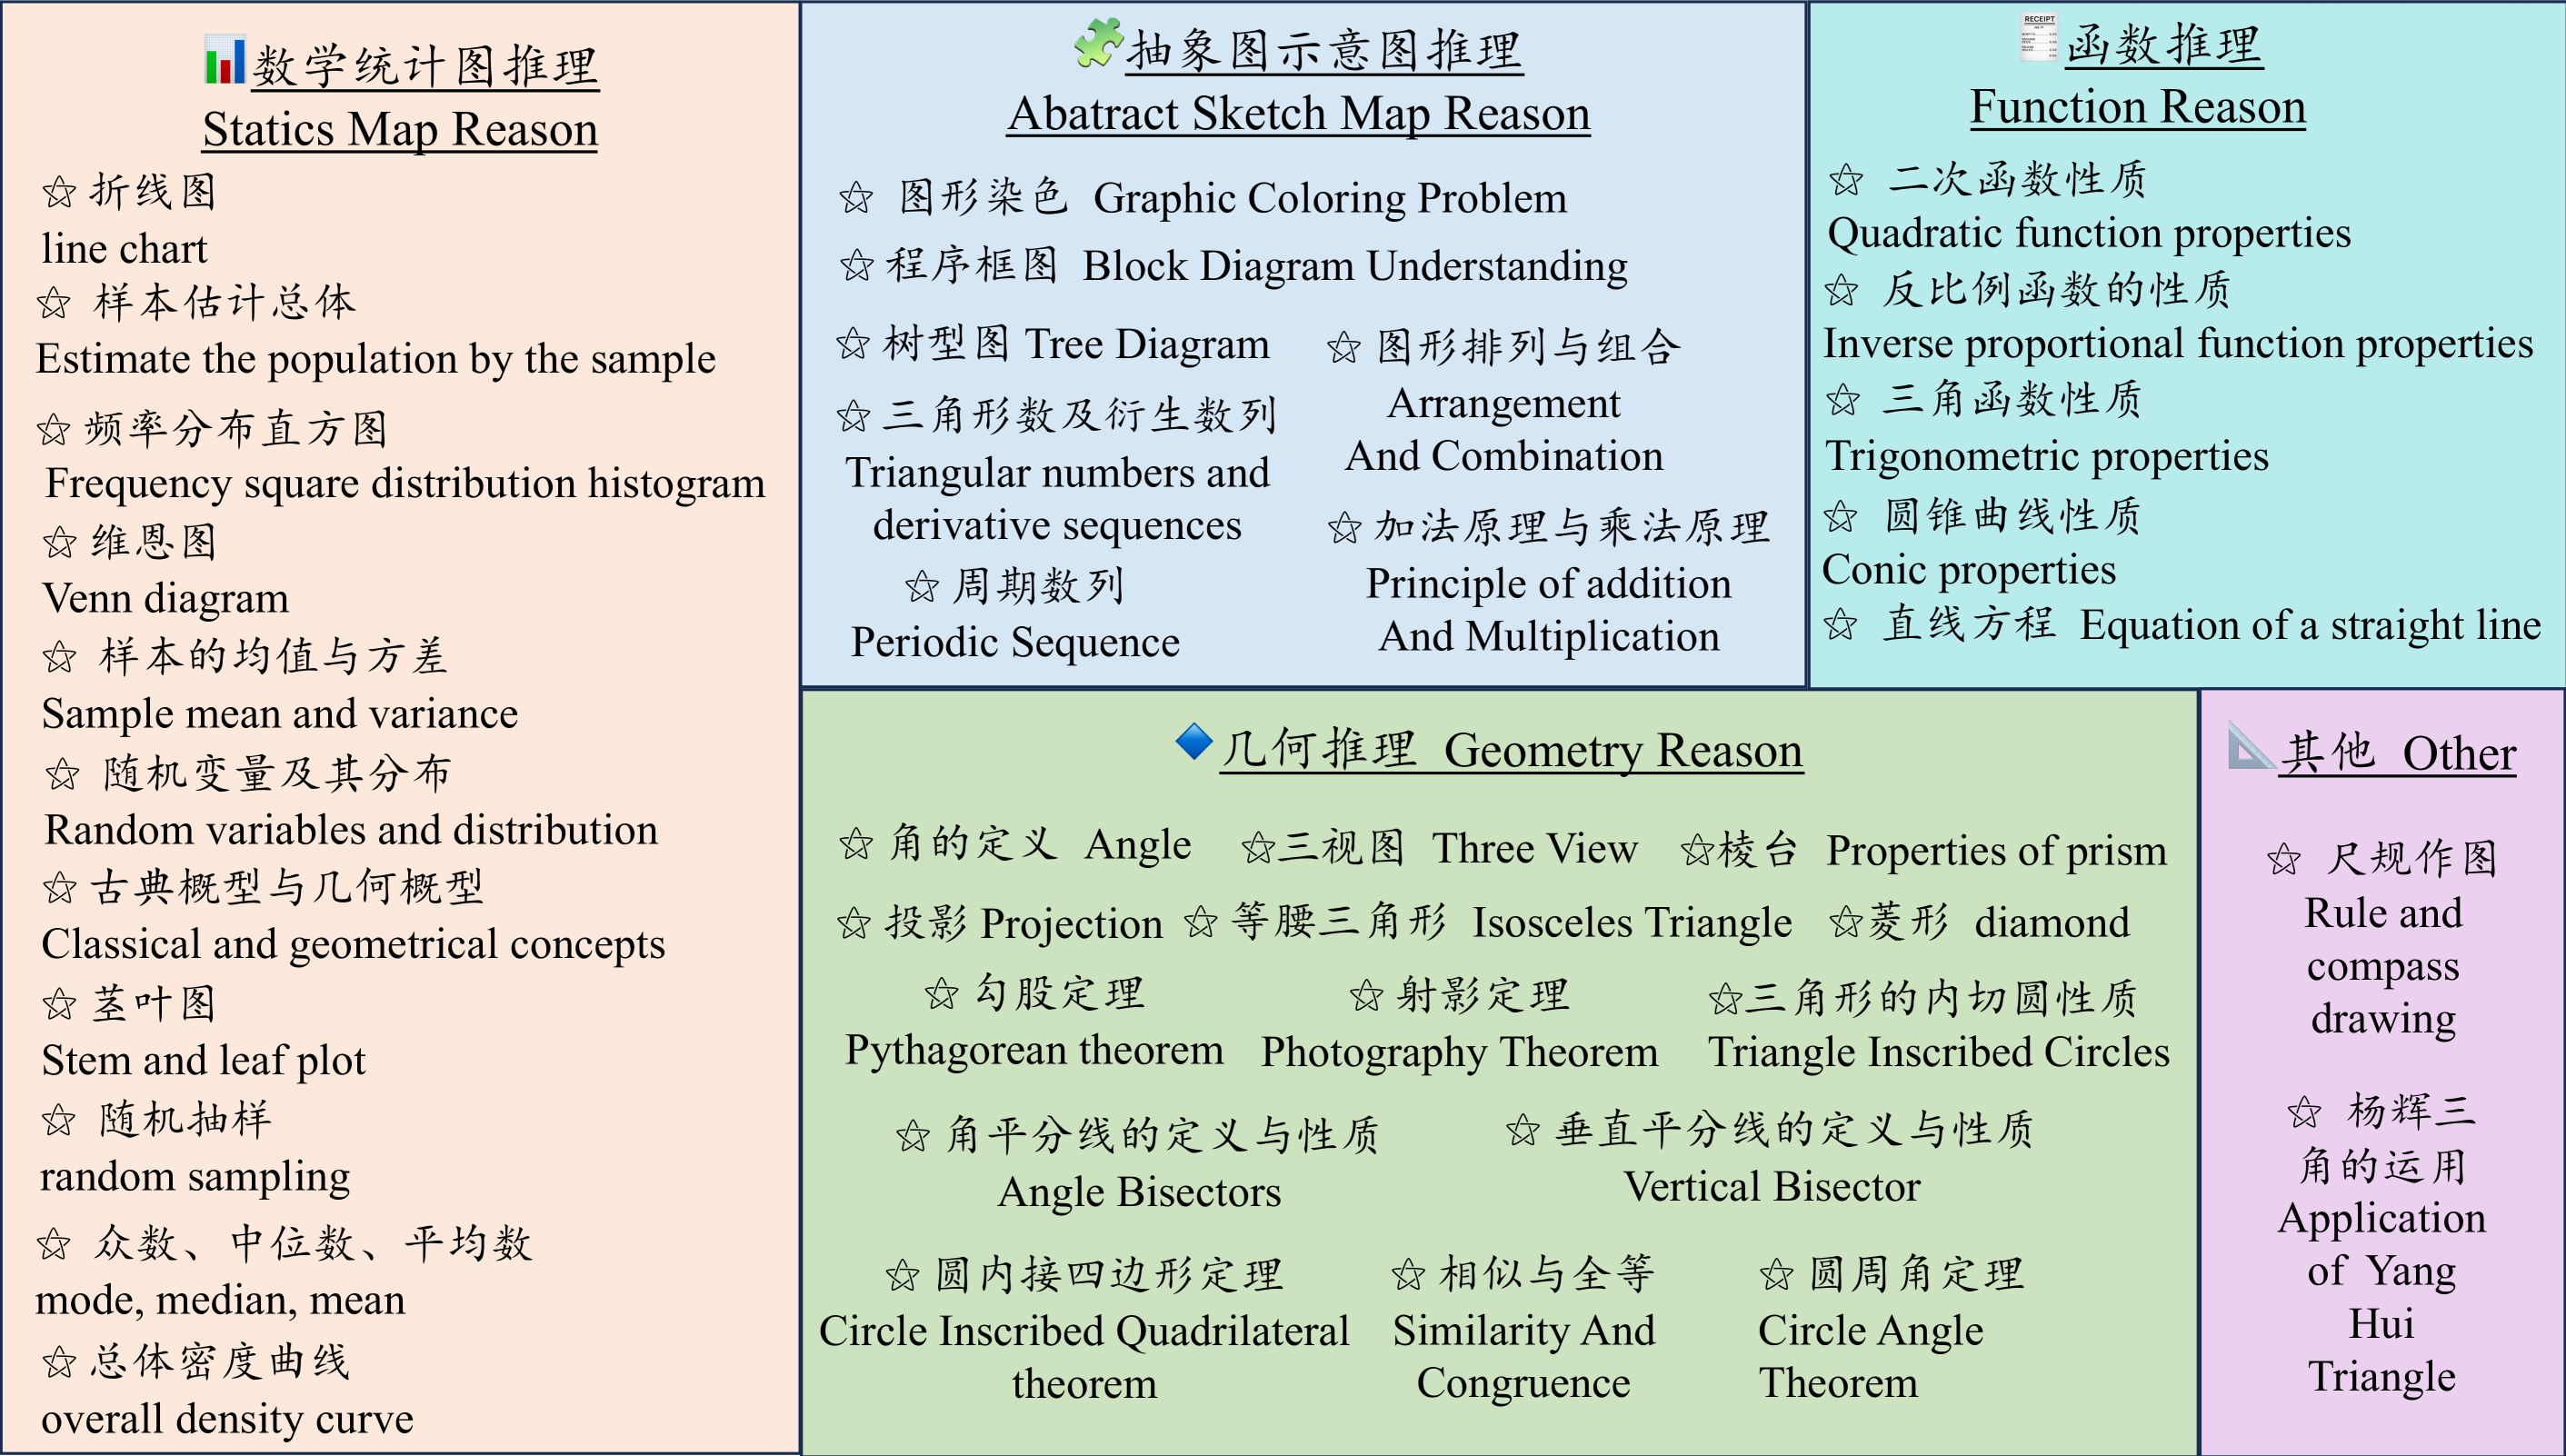 数学统计图推理
Statics Map Reason
☆ 折线图
line chart
☆ 样本估计总体
Estimate the population by the sample
☆ 频率分布直方图
Frequency square distribution histogram
☆ 维恩图
Venn diagram
☆ 样本的均值与方差
Sample mean and variance
☆ 随机变量及其分布
Random variables and distribution
☆ 古典概型与几何概型
Classical and geometrical concepts
☆ 茎叶图
Stem and leaf plot
☆ 随机抽样
random sampling
☆ 众数、中位数、平均数
mode, median, mean
☆ 总体密度曲线
overall density curve
抽象图示意图推理
Abatract Sketch Map Reason
☆ 图形染色 Graphic Coloring Problem
☆ 程序框图 Block Diagram Understanding
☆ 树型图 Tree Diagram
☆ 三角形数及衍生数列
Triangular numbers and
derivative sequences
☆ 周期数列
Periodic Sequence
☆ 图形排列与组合
Arrangement
And Combination
☆ 加法原理与乘法原理
Principle of addition
And Multiplication
RECEIPT
函数推理
Function Reason
☆ 二次函数性质
Quadratic function properties
☆ 反比例函数的性质
Inverse proportional function properties
☆ 三角函数性质
Trigonometric properties
☆ 圆锥曲线性质
Conic properties
☆ 直线方程 Equation of a straight line
几何推理 Geometry Reason
☆ 角的定义 Angle ☆三视图 Three View ☆棱台 Properties of prism
☆ 投影 Projection ☆ 等腰三角形 Isosceles Triangle ☆菱形 diamond
☆ 勾股定理
Pythagorean theorem
☆ 射影定理
Photography Theorem
☆三角形的内切圆性质
Triangle Inscribed Circles
☆ 角平分线的定义与性质
Angle Bisectors
☆ 垂直平分线的定义与性质
Vertical Bisector
☆ 圆内接四边形定理
Circle Inscribed Quadrilateral
theorem
☆ 相似与全等
Similarity And
Congruence
☆ 圆周角定理
Circle Angle
Theorem
其他 Other
☆ 尺规作图
Rule and
compass
drawing
☆ 杨辉三
角的运用
Application
of Yang
Hui
Triangle